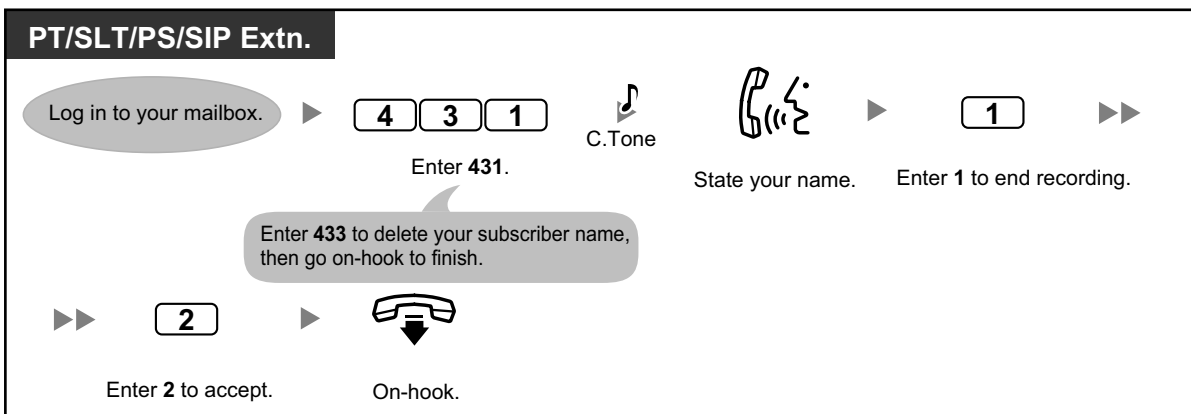 PT/SLT/PS/SIP Extn.
Log in to your mailbox.
4 3 1
C.Tone
Enter 431.
State your name.
1
Enter 1 to end recording.
Enter 433 to delete your subscriber name,
then go on-hook to finish.
2
Enter 2 to accept.
On-hook.